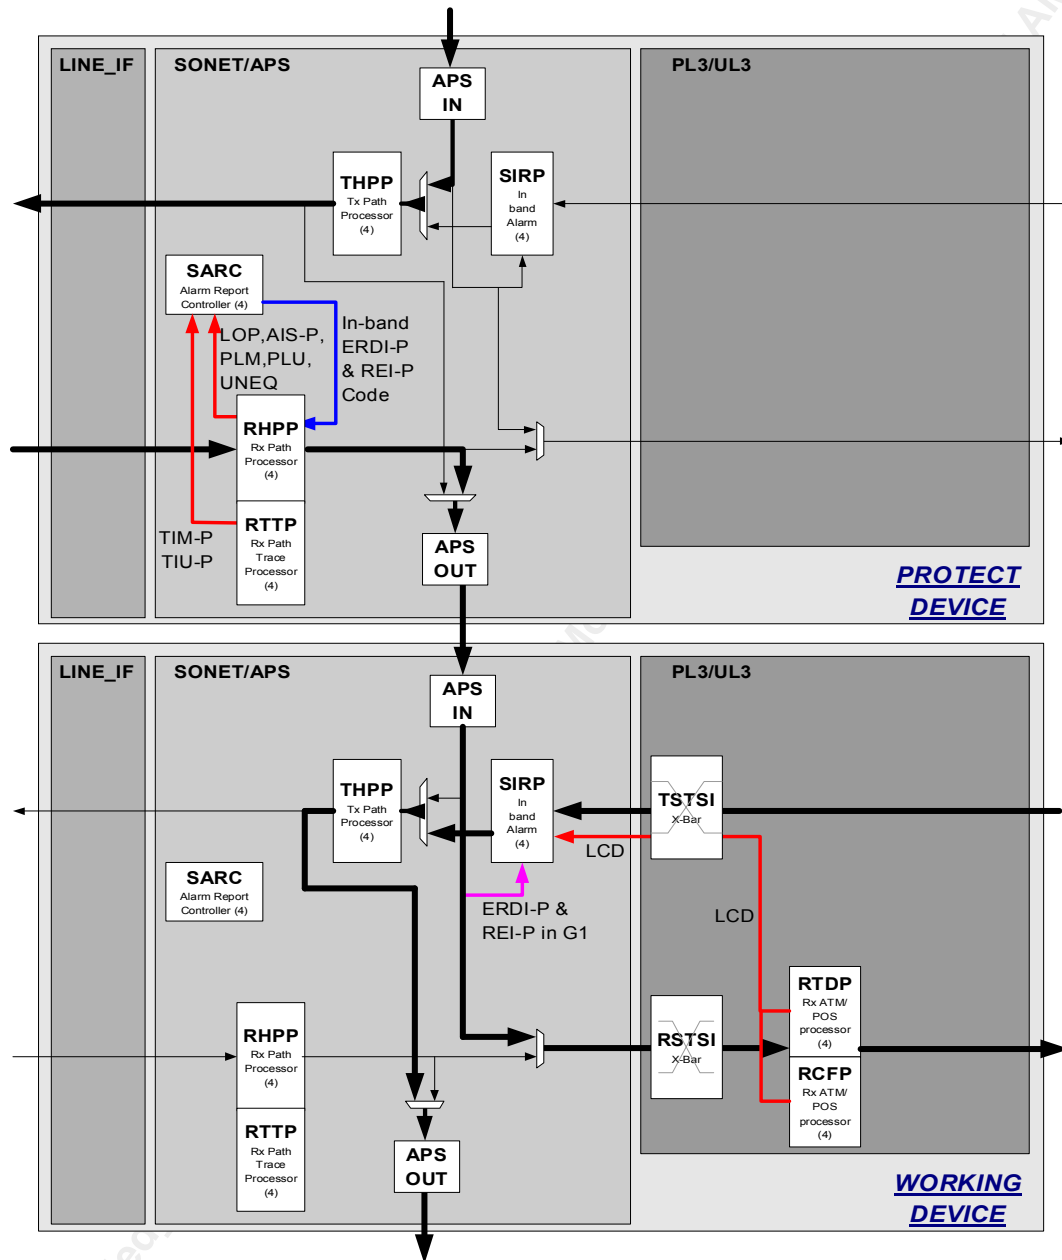 LINE_IF
SONET/APS
PL3/UL3
APS
IN
THPP
Tx Path
Processor
(4)
SIRP
In
band
Alarm
(4)
SARC
Alarm Report
Controller (4)
LOP,AIS-P,
PLM,PLU,
UNEQ
In-band
ERDI-P
& REI-P
Code
RHPP
Rx Path
Processor
(4)
RTTP
Rx Path
Trace
Processor
(4)
TIM-P
TIU-P
APS
OUT
PROTECT
DEVICE
LINE_IF
SONET/APS
PL3/UL3
APS
IN
THPP
Tx Path
Processor
(4)
SIRP
In
band
Alarm
(4)
TSTSI
X-Bar
LCD
SARC
Alarm Report
Controller (4)
ERDI-P &
REI-P in G1
LCD
RHPP
Rx Path
Processor
(4)
RTTP
Rx Path
Trace
Processor
(4)
RSTSI
X-Bar
RTDP
Rx ATM/
POS
processor
(4)
RCFP
Rx ATM/
POS
processor
(4)
APS
OUT
WORKING
DEVICE